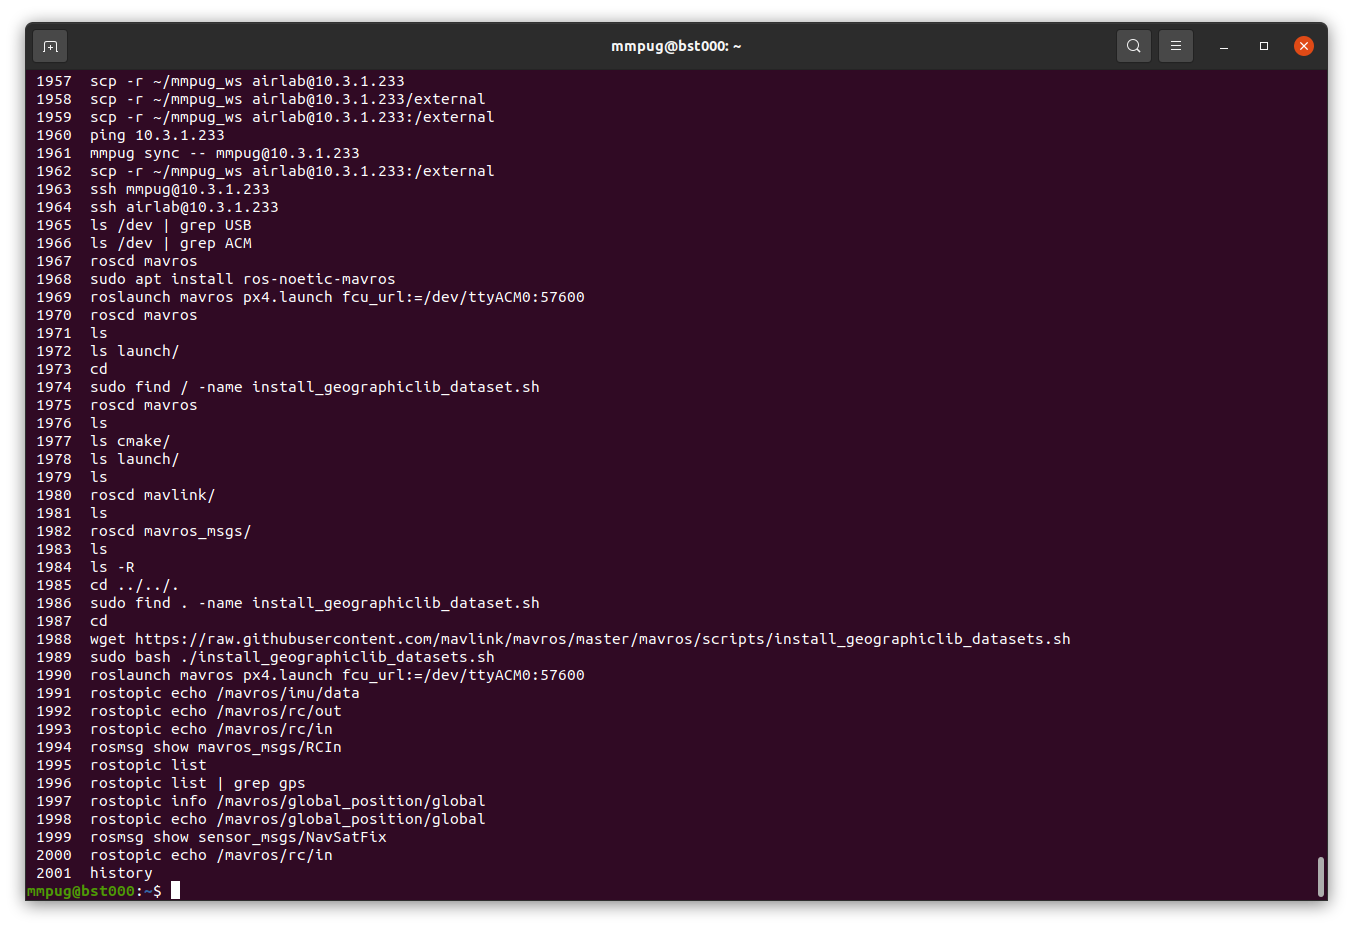 mmpug@bst000: ~
1957 scp -r ~/mmpug_ws airlab@10.3.1.233
1958 scp -r ~/mmpug_ws airlab@10.3.1.233/external
1959 scp -r ~/mmpug_ws airlab@10.3.1.233:/external
1960 ping 10.3.1.233
1961 mmpug sync -- mmpug@10.3.1.233
1962 scp -r ~/mmpug_ws airlab@10.3.1.233:/external
1963 ssh mmpug@10.3.1.233
1964 ssh airlab@10.3.1.233
1965 ls /dev | grep USB
1966 ls /dev | grep ACM
1967 roscd mavros
1968 sudo apt install ros-noetic-mavros
1969 roslaunch mavros px4.launch fcu_url:=/dev/ttyACM0:57600
1970 roscd mavros
1971 ls
1972 ls launch/
1973 cd
1974 sudo find / -name install_geographiclib_dataset.sh
1975 roscd mavros
1976 ls
1977 ls cmake/
1978 ls launch/
1979 ls
1980 roscd mavlink/
1981 ls
1982 roscd mavros_msgs/
1983 ls
1984 ls -R
1985 cd ../../.
1986 sudo find . -name install_geographiclib_dataset.sh
1987 cd
1988 wget https://raw.githubusercontent.com/mavlink/mavros/master/mavros/scripts/install_geographiclib_datasets.sh
1989 sudo bash ./install_geographiclib_datasets.sh
1990 roslaunch mavros px4.launch fcu_url:=/dev/ttyACM0:57600
1991 rostopic echo /mavros/imu/data
1992 rostopic echo /mavros/rc/out
1993 rostopic echo /mavros/rc/in
1994 rosmsg show mavros_msgs/RCIn
1995 rostopic list
1996 rostopic list | grep gps
1997 rostopic info /mavros/global_position/global
1998 rostopic echo /mavros/global_position/global
1999 rosmsg show sensor_msgs/NavSatFix
2000 rostopic echo /mavros/rc/in
2001 history
mmpug@bst000:~$